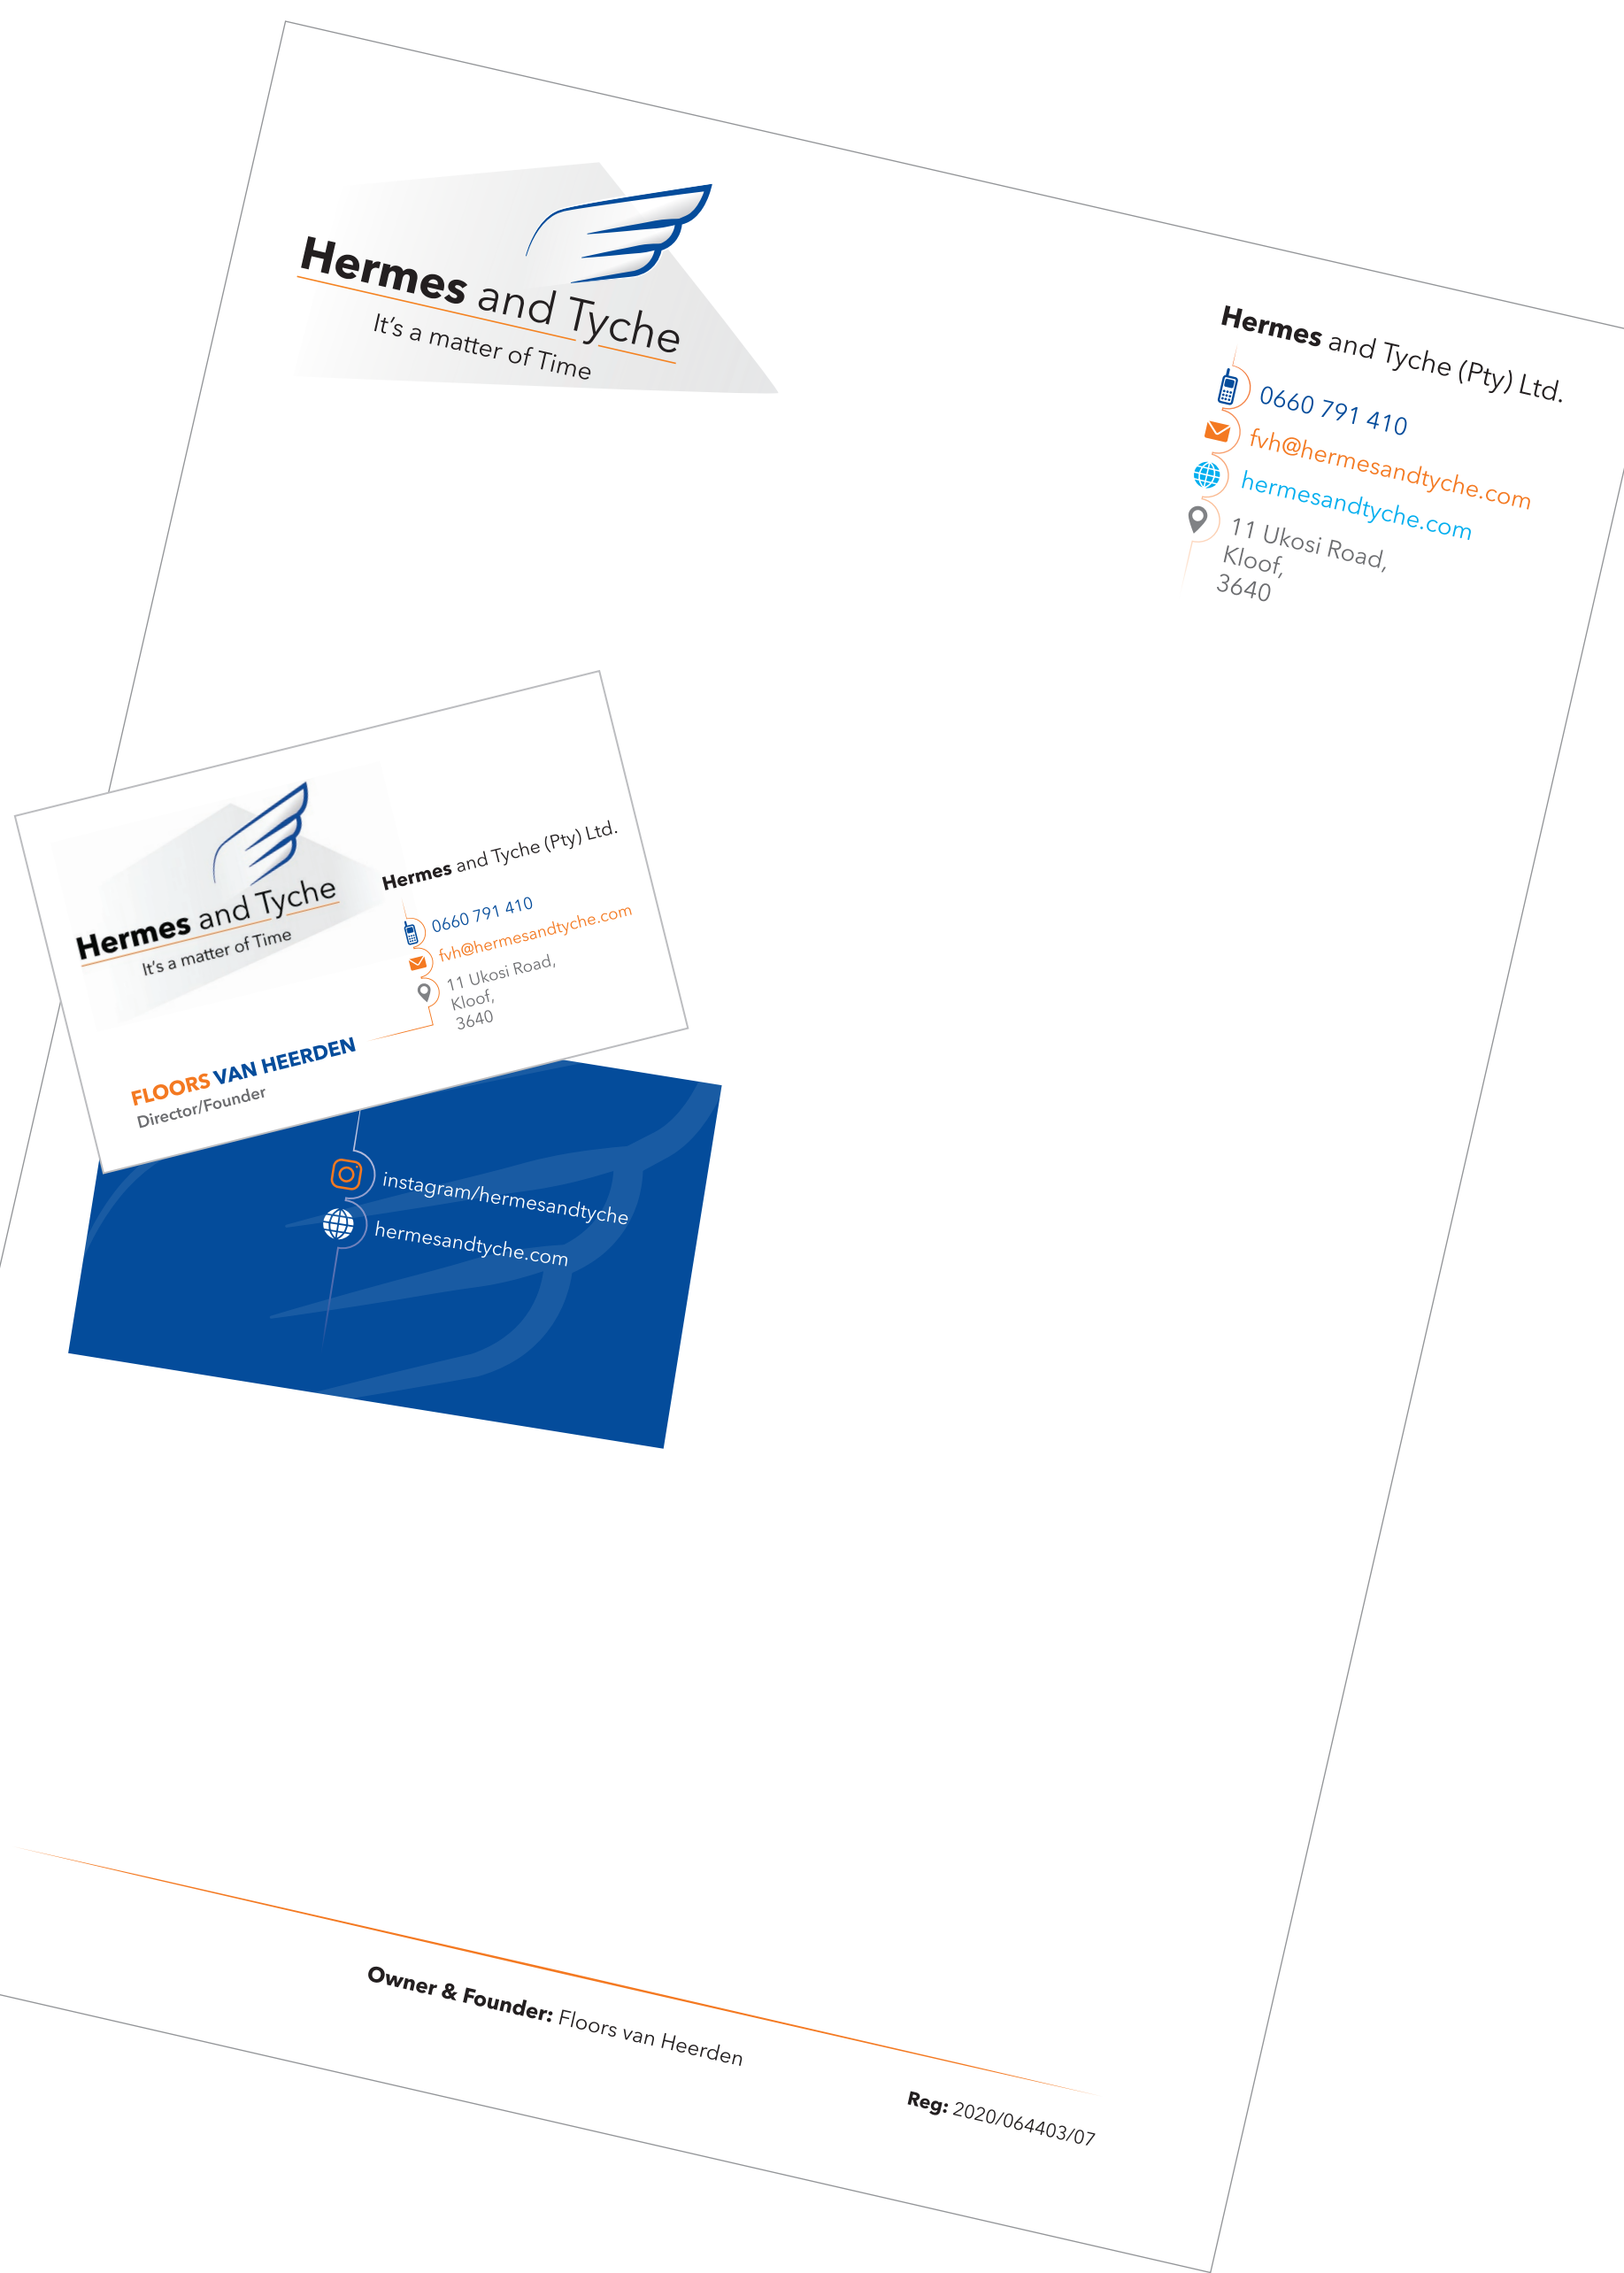 Hermes and Tyche
It's a matter of Time
Hermes and Tyche (Pty) Ltd.
0660 791 410
fvh@hermesandtyche.com
hermesandtyche.com
11 Ukosi Road,
Kloof,
3640
Hermes and Tyche
It's a matter of Time
Hermes and Tyche (Pty) Ltd.
0660 791 410
fvh@hermesandtyche.com
11 Ukosi Road,
Kloof,
3640
FLOORS VAN HEERDEN
Director/Founder
instagram/hermesandtyche
hermesandtyche.com
Owner & Founder: Floors van Heerden
Reg: 2020/064403/07